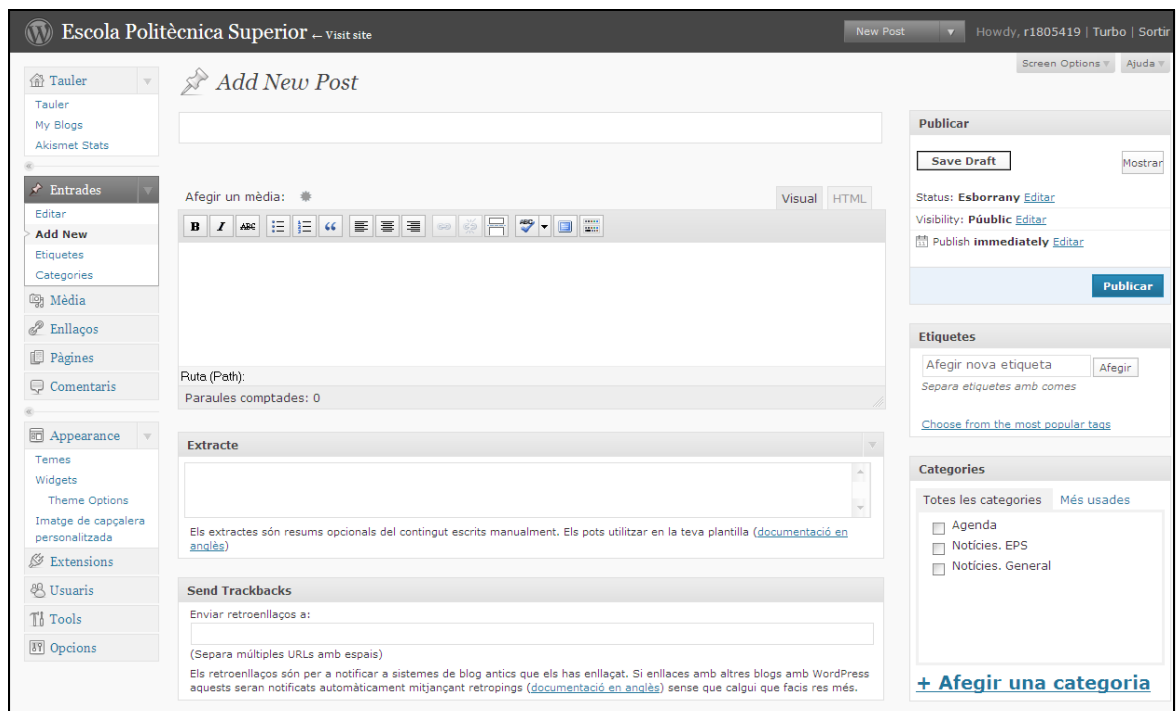 Escola Politècnica Superior ← Visit site
New Post
Howdy, r1805419 | Turbo | Sortir
Screen Options
Ajuda
Tauler
Tauler
My Blogs
Akismet Stats
Entrades
Editar
Add New
Etiquetes
Categories
Mèdia
Enllaços
Pàgines
Comentaris
Appearance
Temes
Widgets
Theme Options
Imatge de capçalera
personalitzada
Extensions
Usuaris
Tools
Opcions
Add New Post
Afegir un mèdia:
Visual HTML
B I ABC ABC
Ruta (Path):
Paraules comptades: 0
Extracte
Els extractes són resums opcionals del contingut escrits manualment. Els pots utilitzar en la teva plantilla (documentació en
anglès)
Send Trackbacks
Enviar retroenllaços a:
(Separa múltiples URLs amb espais)
Els retroenllaços són per a notificar a sistemes de blog antics que els has enllaçat. Si enllaces amb altres blogs amb WordPress
aquests seran notificats automàticament mitjançant retropings (documentació en anglès) sense que calgui que facis res més.
Publicar
Save Draft
Mostrar
Status: Esborrany Editar
Visibility: Púublic Editar
Publish immediately Editar
Publicar
Etiquetes
Afegir nova etiqueta
Afegir
Separa etiquetes amb comes
Choose from the most popular tags
Categories
Totes les categories Més usades
Agenda
Notícies. EPS
Notícies. General
+ Afegir una categoria